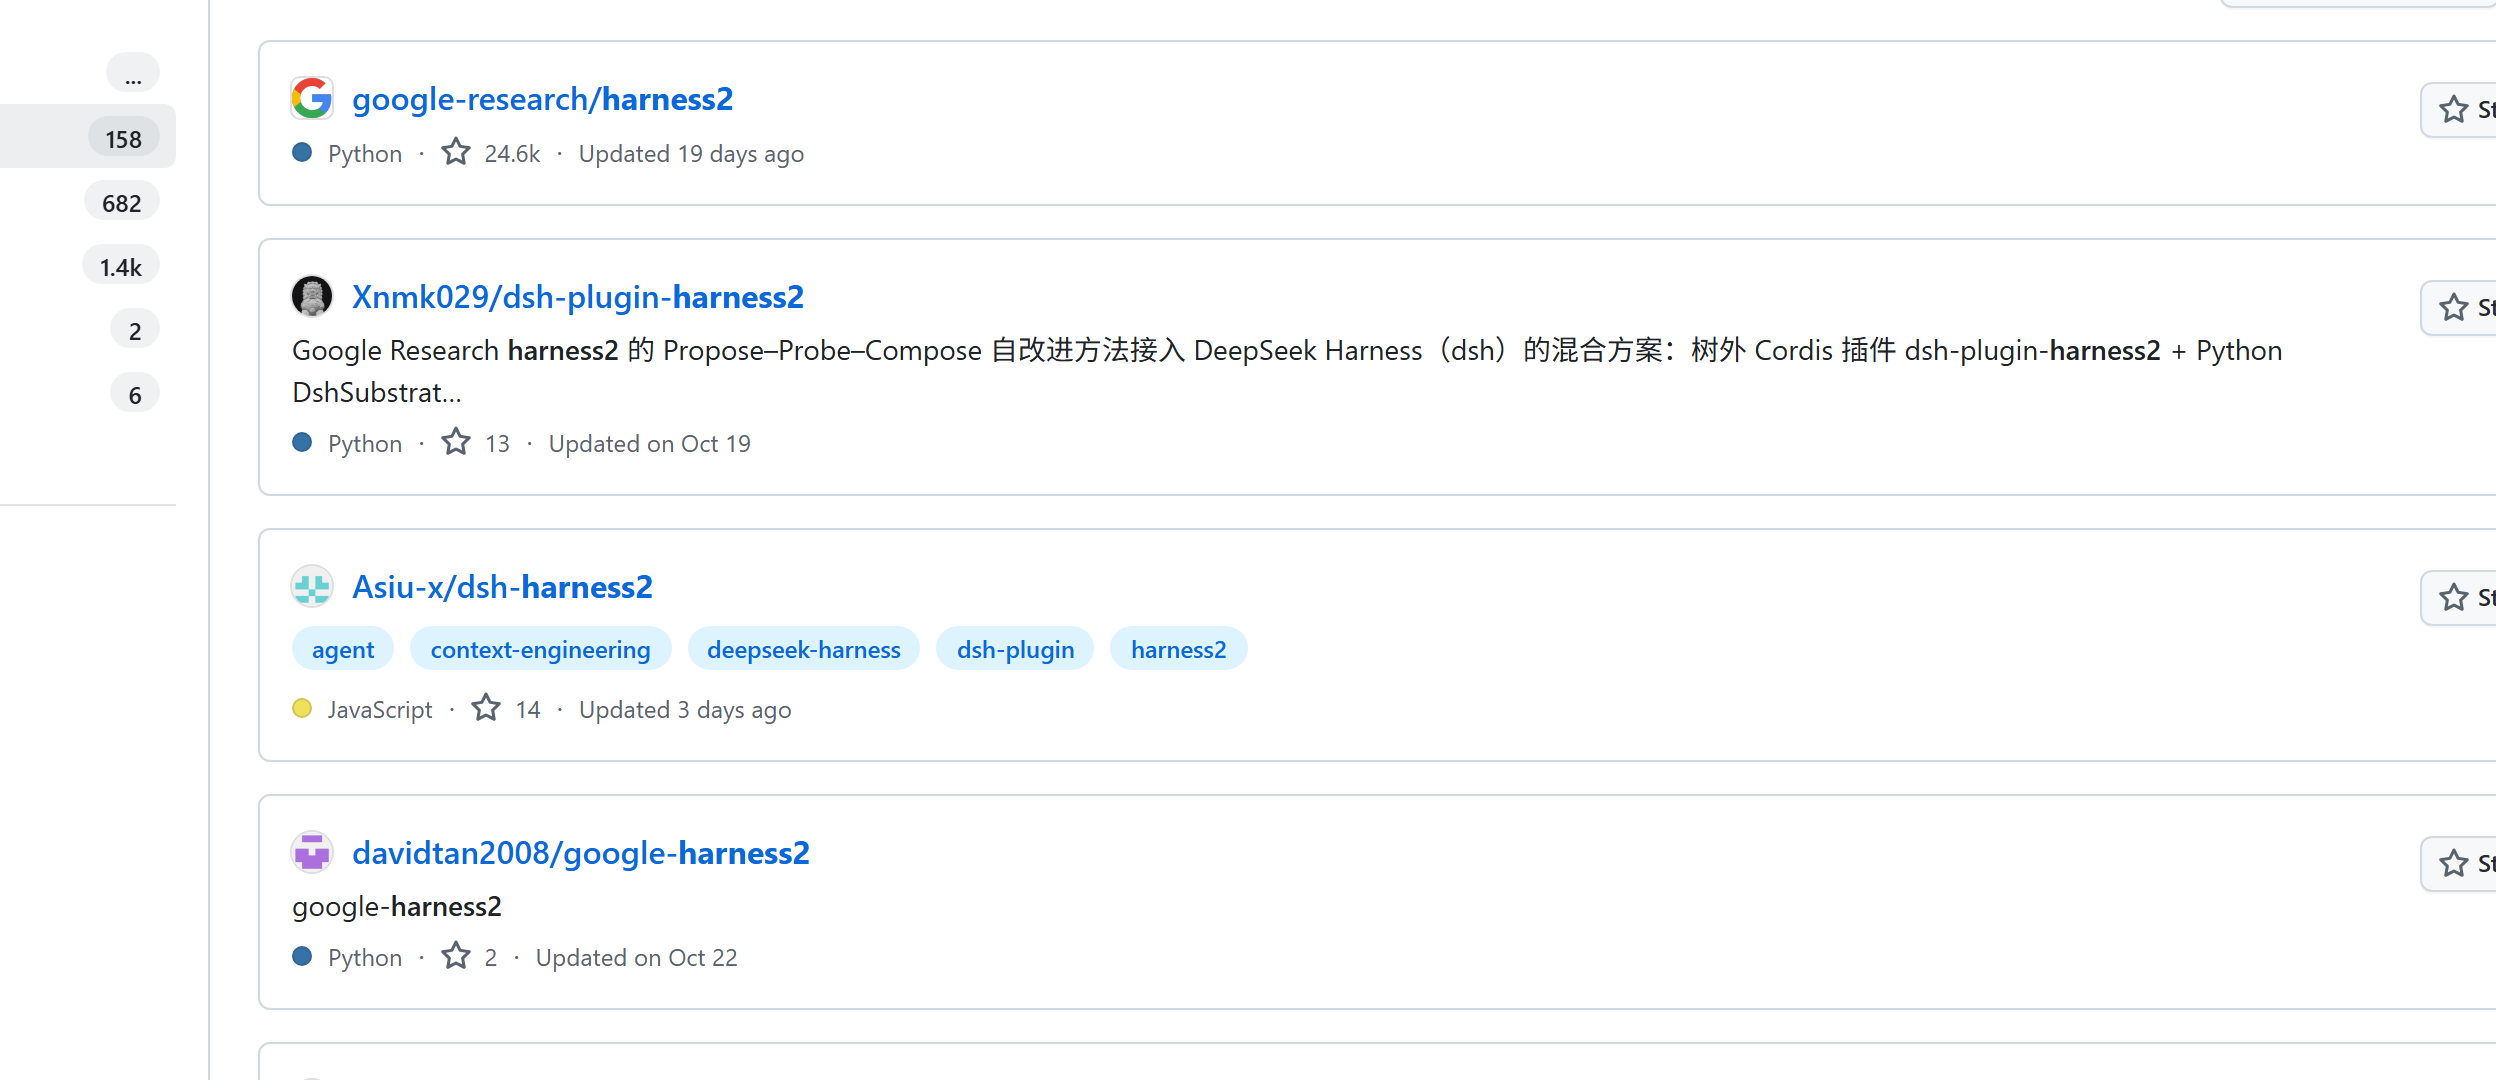 ...
158
682
1.4k
2
6
google-research/harness2
Python · 24.6k · Updated 19 days ago
Xnmk029/dsh-plugin-harness2
Google Research harness2 的 Propose–Probe–Compose 自改进方法接入 DeepSeek Harness（dsh）的混合方案：树外 Cordis 插件 dsh-plugin-harness2 + Python
DshSubstrat...
Python · 13 · Updated on Oct 19
Asiu-x/dsh-harness2
agent context-engineering deepseek-harness dsh-plugin harness2
JavaScript · 14 · Updated 3 days ago
davidtan2008/google-harness2
google-harness2
Python · 2 · Updated on Oct 22